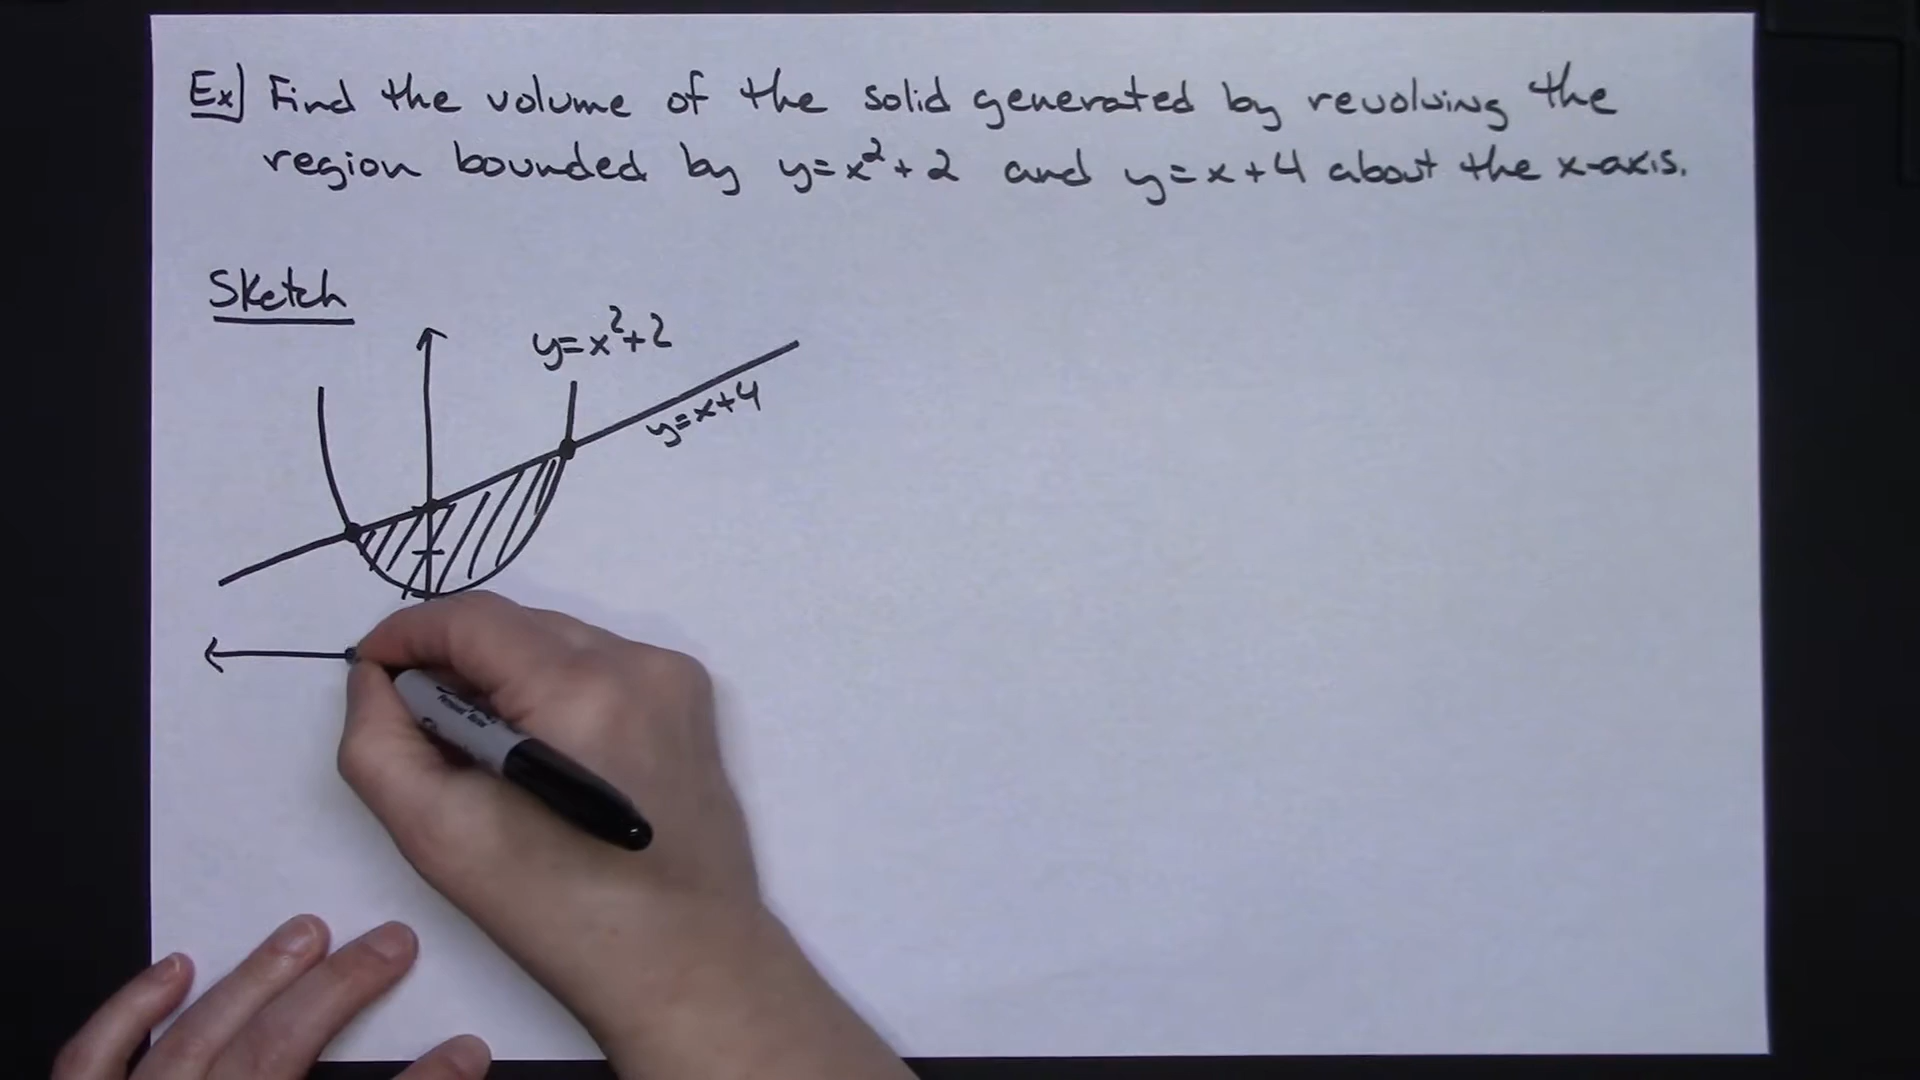 Ex] Find the volume of the solid generated by revolving the
region bounded by y=x²+2 and y=x+4 about the x-axis.
Sketch
y=x²+2
y=x+4